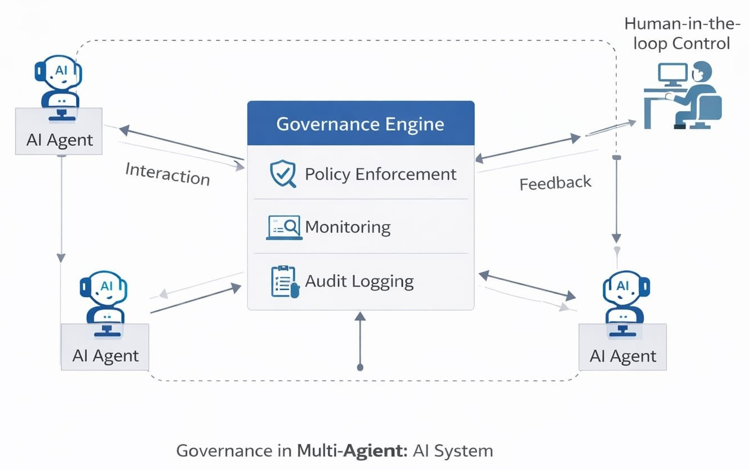 Human-in-the-
loop Control
AI
AI Agent
Governance Engine
Policy Enforcement
Interaction
Feedback
Monitoring
Audit Logging
AI
AI Agent
AI
AI Agent
Governance in Multi-Agient: AI System